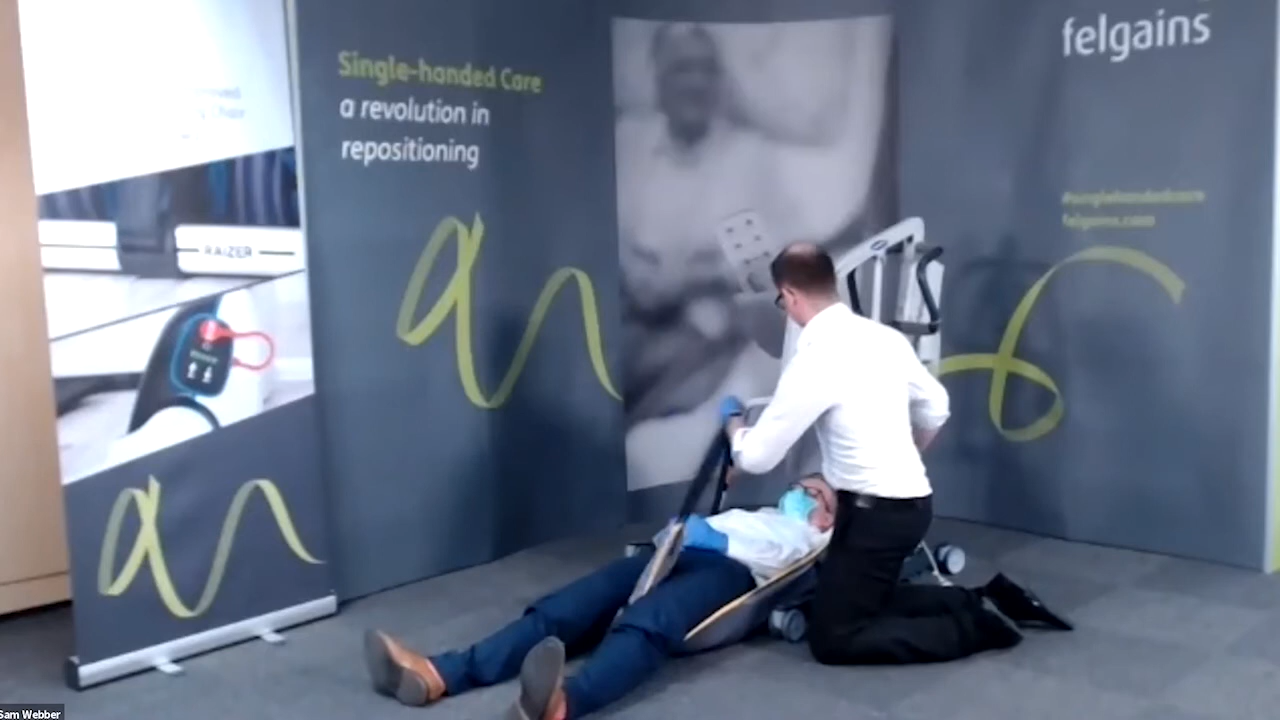 Single-handed Care
a revolution in
repositioning
felgains
#singlehandedcare
felgains.com
RAIZER
Sam Webber